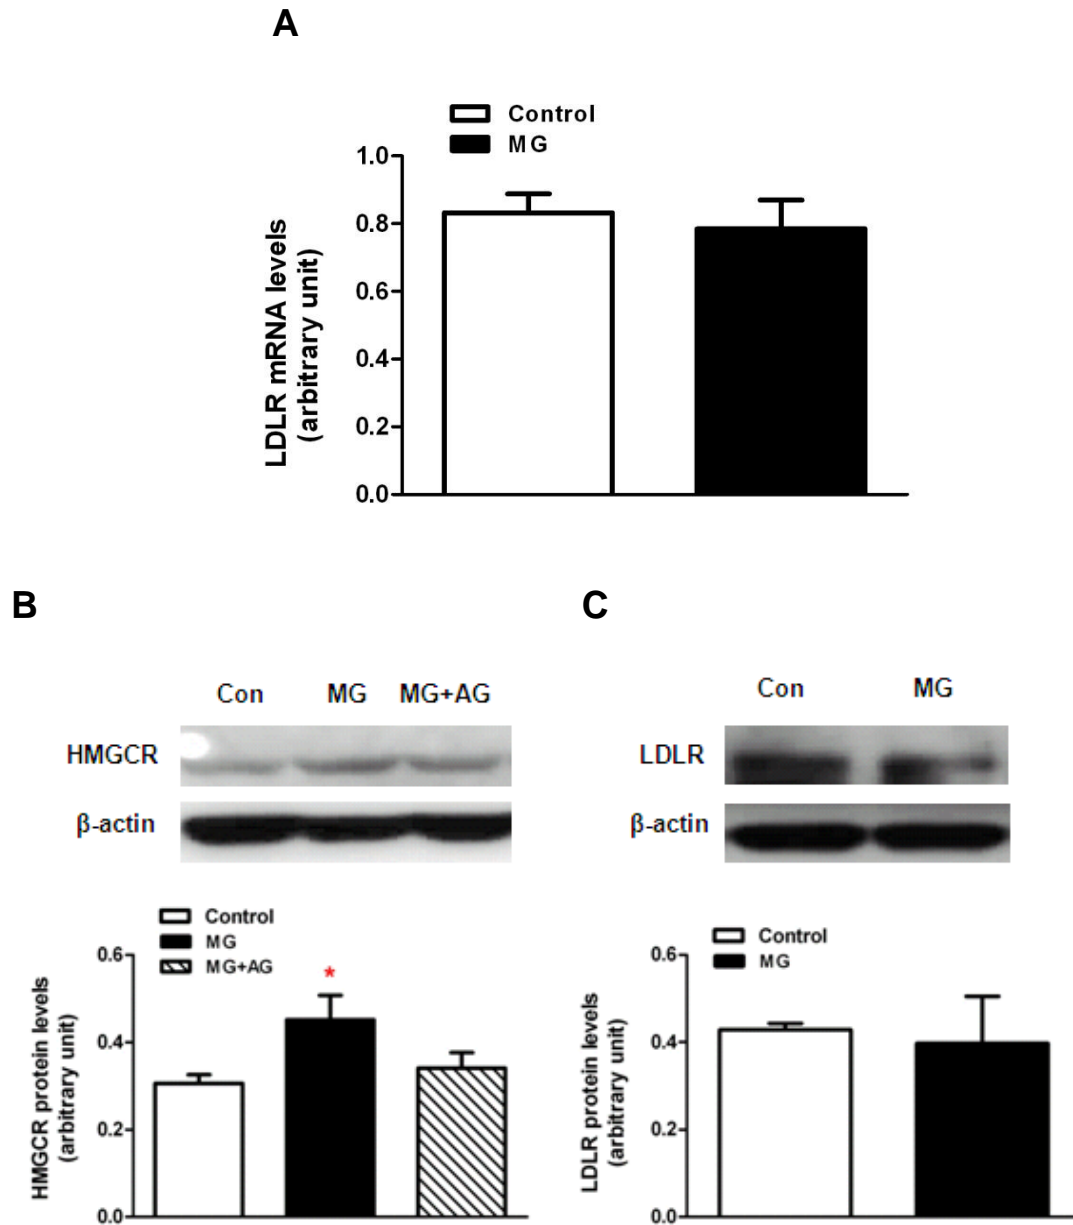 A
Control
MG
1.0
0.8
0.6
0.4
0.2
0.0
LDLR mRNA levels
(arbitrary unit)
B
Con MG MG+AG
HMGCR
β-actin
Control
MG
MG+AG
*
0.6
0.4
0.2
0.0
HMGCR protein levels
(arbitrary unit)
C
Con MG
LDLR
β-actin
Control
MG
0.6
0.4
0.2
0.0
LDLR protein levels
(arbitrary unit)